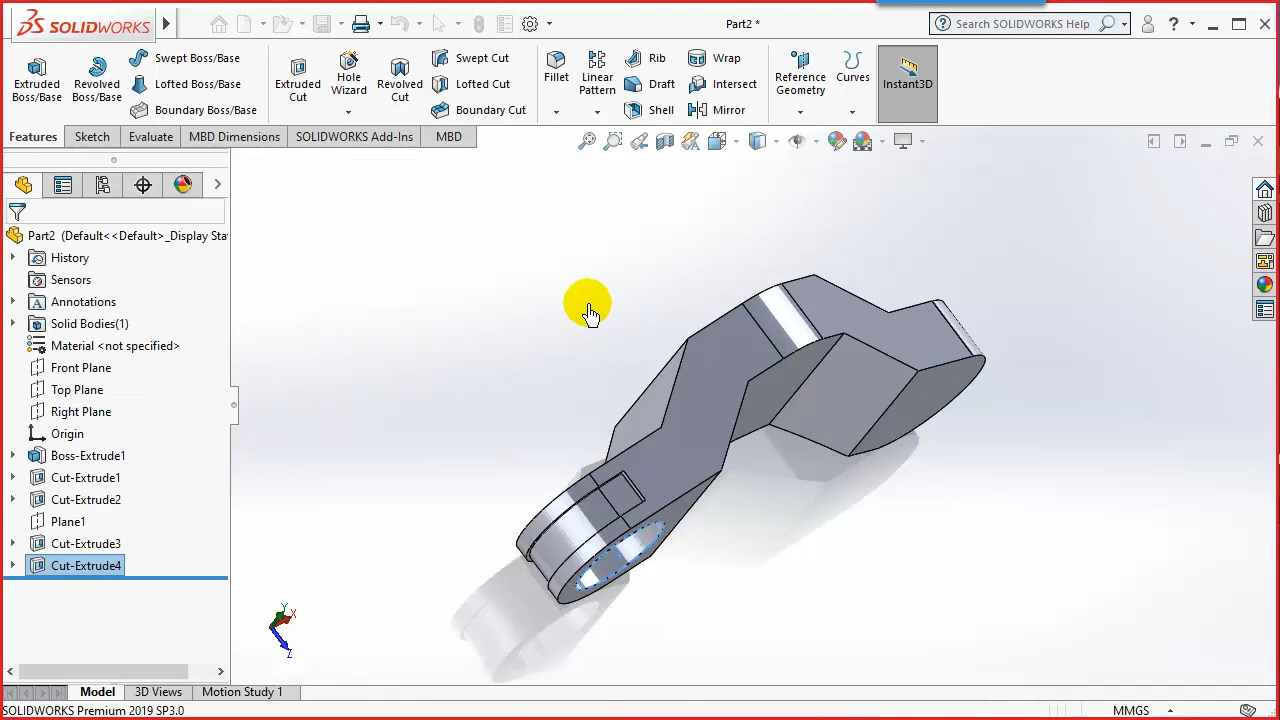 SOLIDWORKS
Part2 *
Search SOLIDWORKS Help
?
Extruded Boss/Base
Revolved Boss/Base
Swept Boss/Base
Lofted Boss/Base
Boundary Boss/Base
Extruded Cut
Hole Wizard
Revolved Cut
Swept Cut
Lofted Cut
Boundary Cut
Fillet
Linear Pattern
Rib
Draft
Shell
Wrap
Intersect
Mirror
Reference Geometry
Curves
Instant3D
Features
Sketch
Evaluate
MBD Dimensions
SOLIDWORKS Add-Ins
MBD
Part2 (Default<<Default>_Display Sta
History
Sensors
Annotations
Solid Bodies(1)
Material <not specified>
Front Plane
Top Plane
Right Plane
Origin
Boss-Extrude1
Cut-Extrude1
Cut-Extrude2
Plane1
Cut-Extrude3
Cut-Extrude4
Y
X
Z
Model
3D Views
Motion Study 1
SOLIDWORKS Premium 2019 SP3.0
MMGS